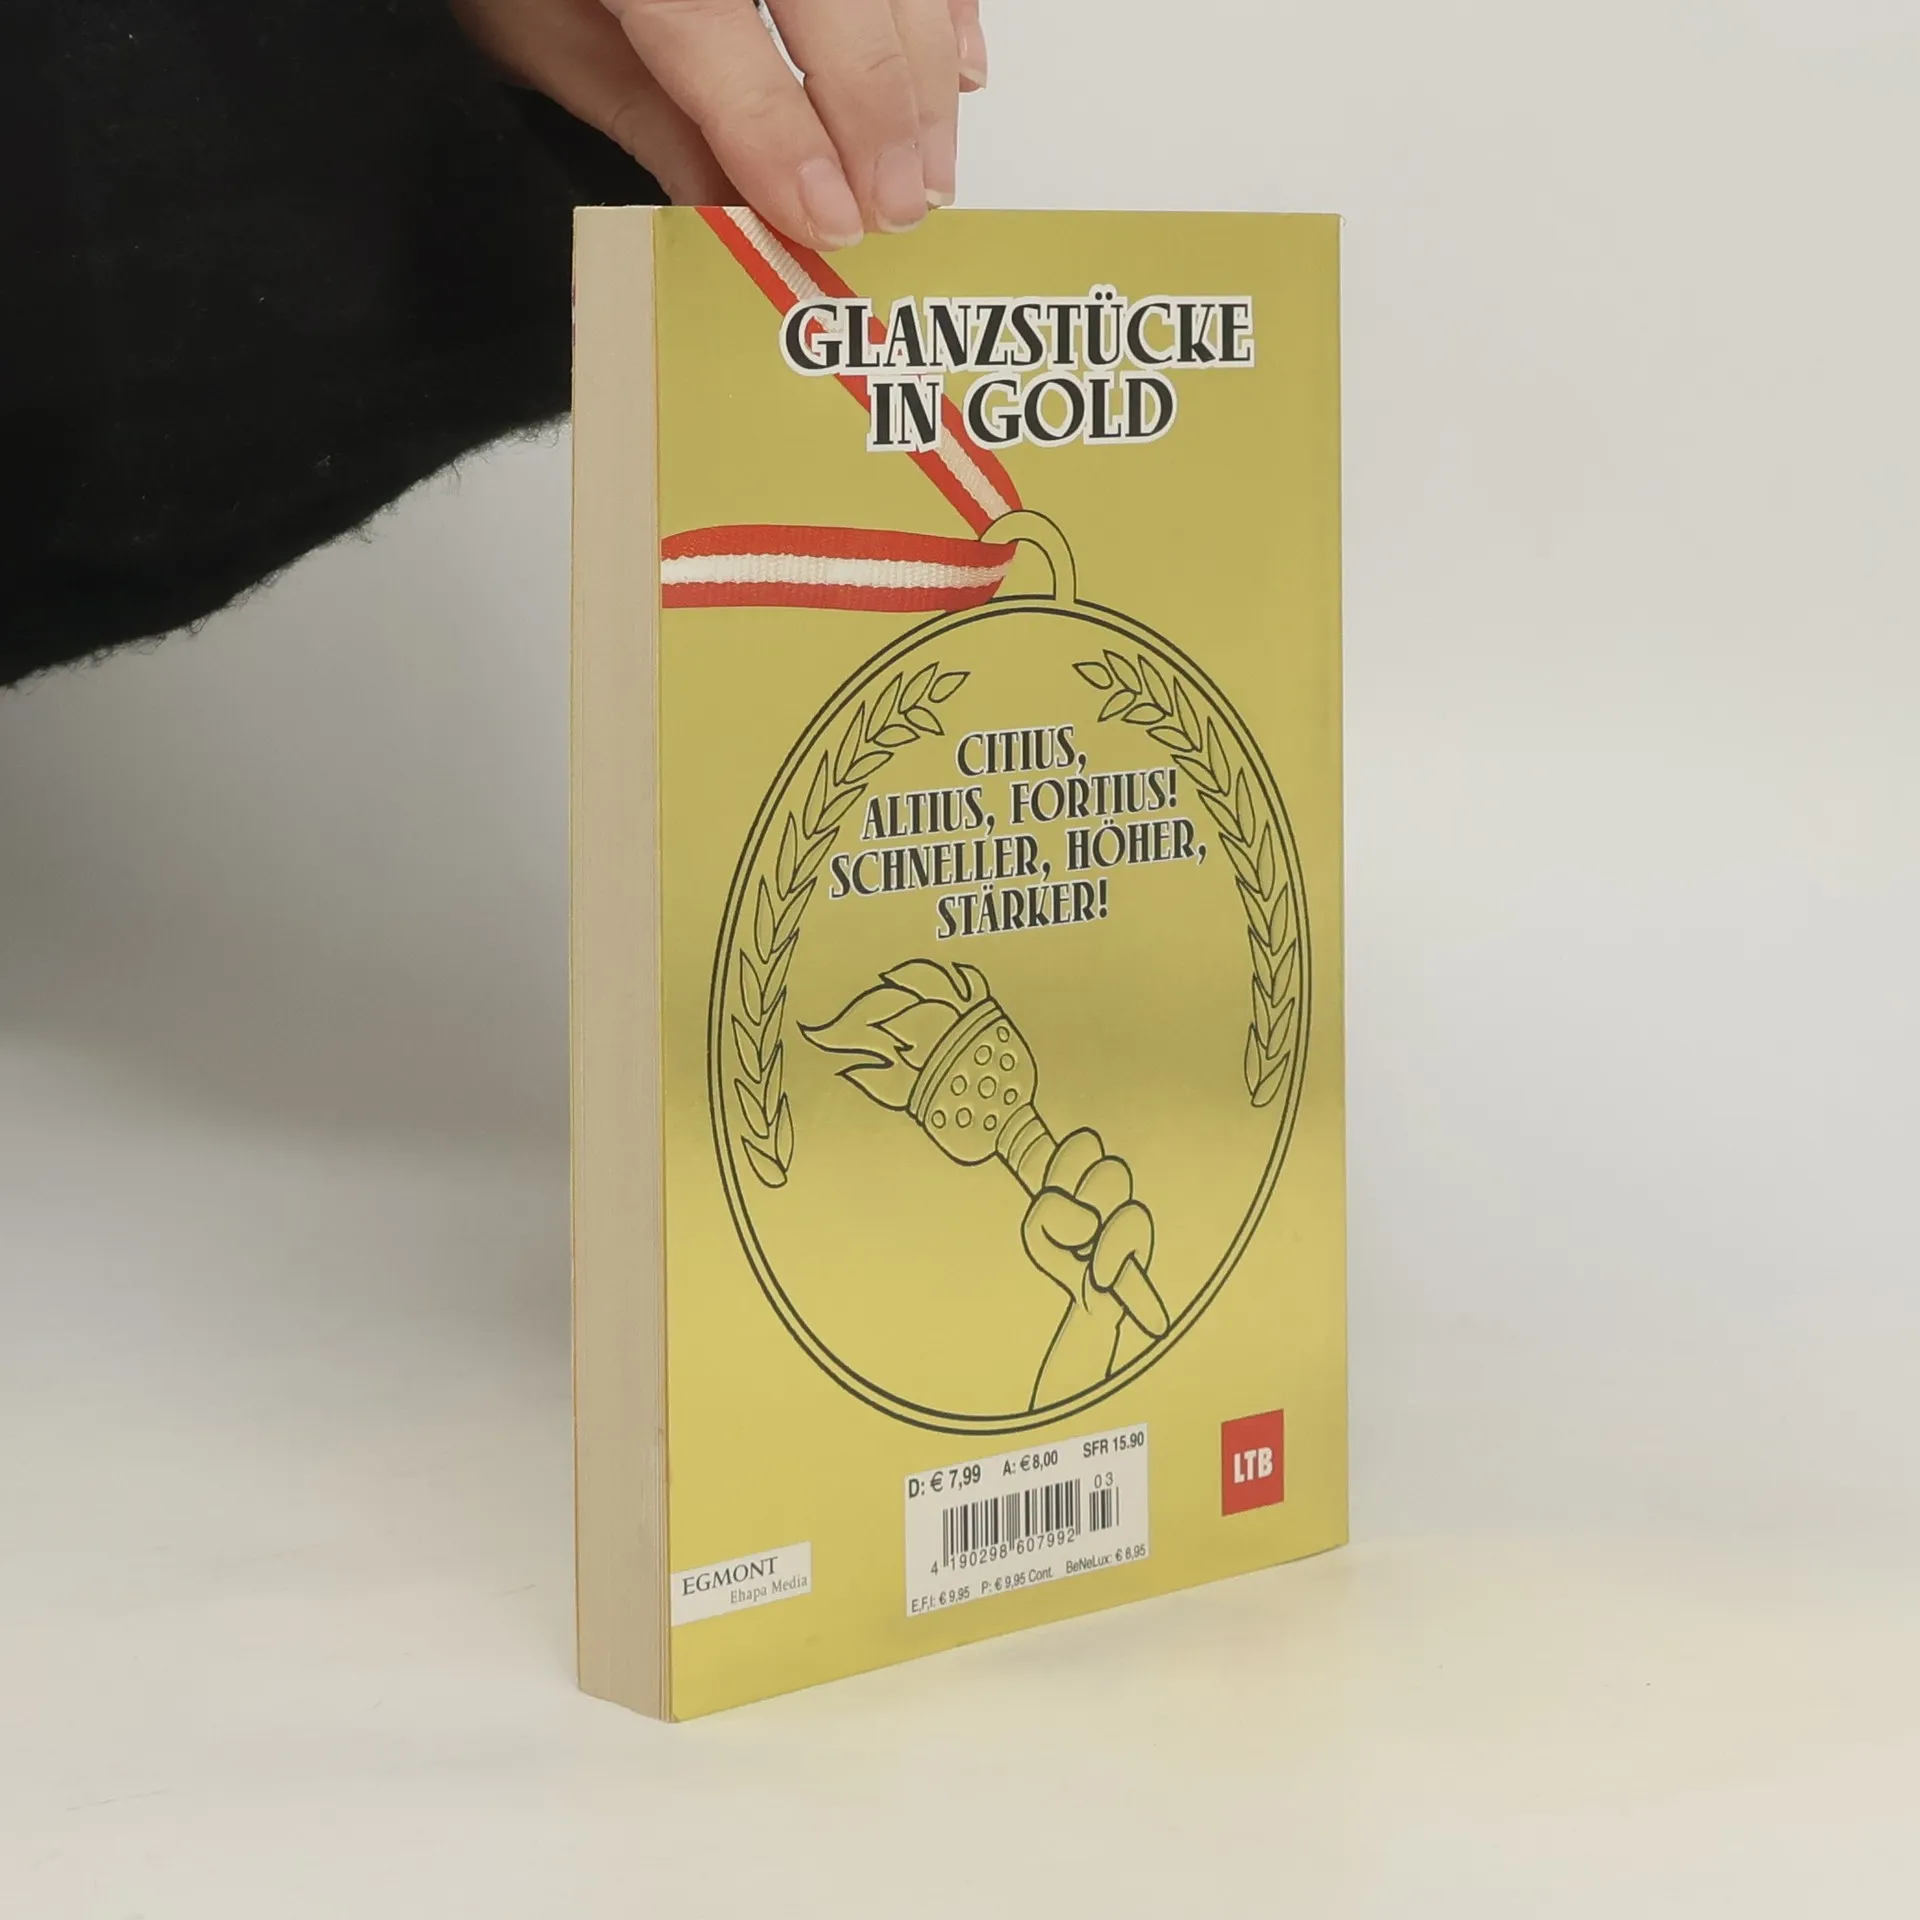 GLANZSTÜCKE
IN GOLD
CITIUS,
ALTIUS, FORTIUS!
SCHNELLER, HÖHER,
STÄRKER!
D: € 7,99 A: € 8,00 SFR 15.90
03
4 190298 607992
E,F,I: € 9,95 P: € 9,95 Cont. BeNeLux: € 8,95
LTB
EGMONT
Ehapa Media